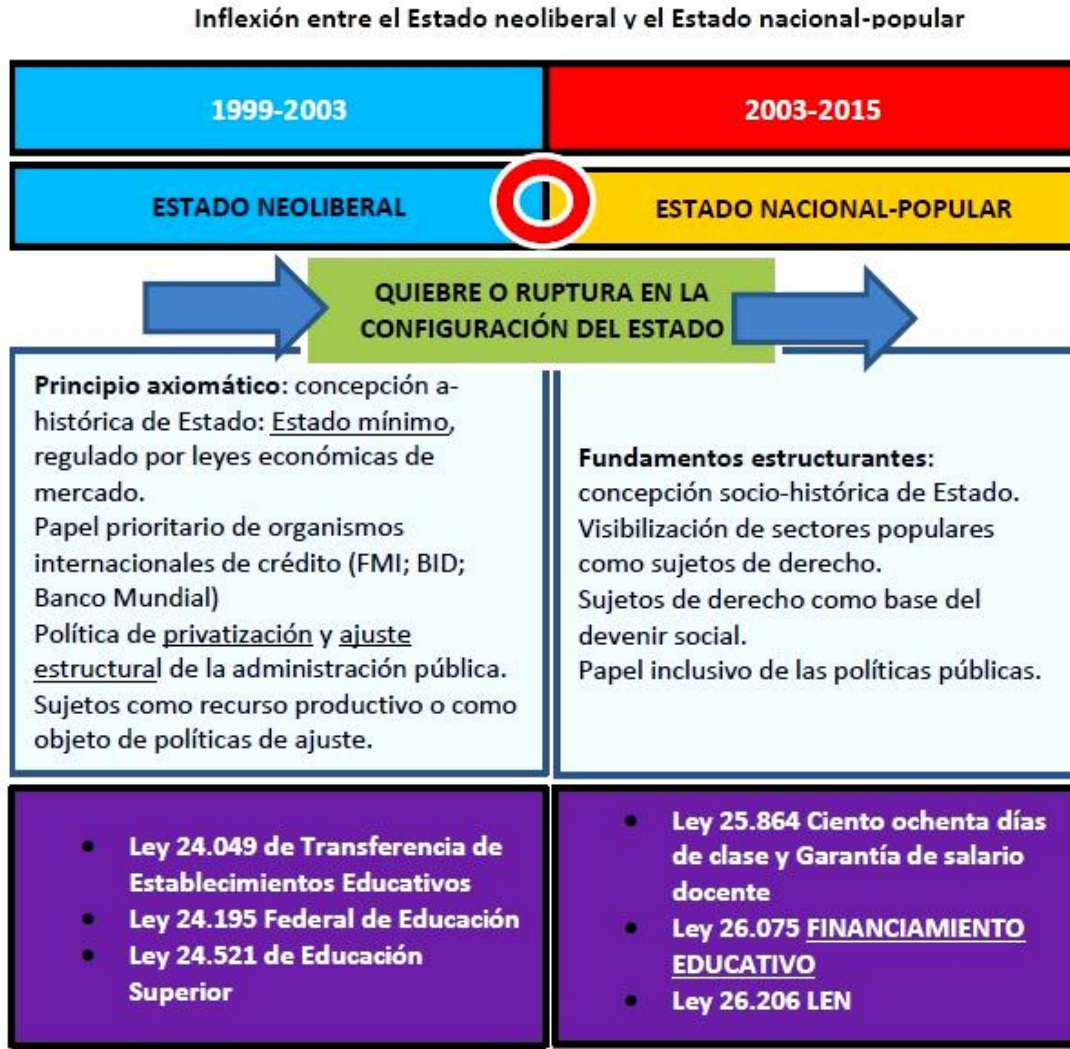 Inflexión entre el Estado neoliberal y el Estado nacional-popular
1999-2003
2003-2015
ESTADO NEOLIBERAL
ESTADO NACIONAL-POPULAR
QUIEBRE O RUPTURA EN LA
CONFIGURACIÓN DEL ESTADO
Principio axiomático: concepción a-
histórica de Estado: Estado mínimo,
regulado por leyes económicas de
mercado.
Papel prioritario de organismos
internacionales de crédito (FMI; BID;
Banco Mundial)
Política de privatización y ajuste
estructural de la administración pública.
Sujetos como recurso productivo o como
objeto de políticas de ajuste.
Fundamentos estructurantes:
concepción socio-histórica de Estado.
Visibilización de sectores populares
como sujetos de derecho.
Sujetos de derecho como base del
devenir social.
Papel inclusivo de las políticas públicas.
• Ley 24.049 de Transferencia de
Establecimientos Educativos
• Ley 24.195 Federal de Educación
• Ley 24.521 de Educación
Superior
• Ley 25.864 Ciento ochenta días
de clase y Garantía de salario
docente
• Ley 26.075 FINANCIAMIENTO
EDUCATIVO
• Ley 26.206 LEN